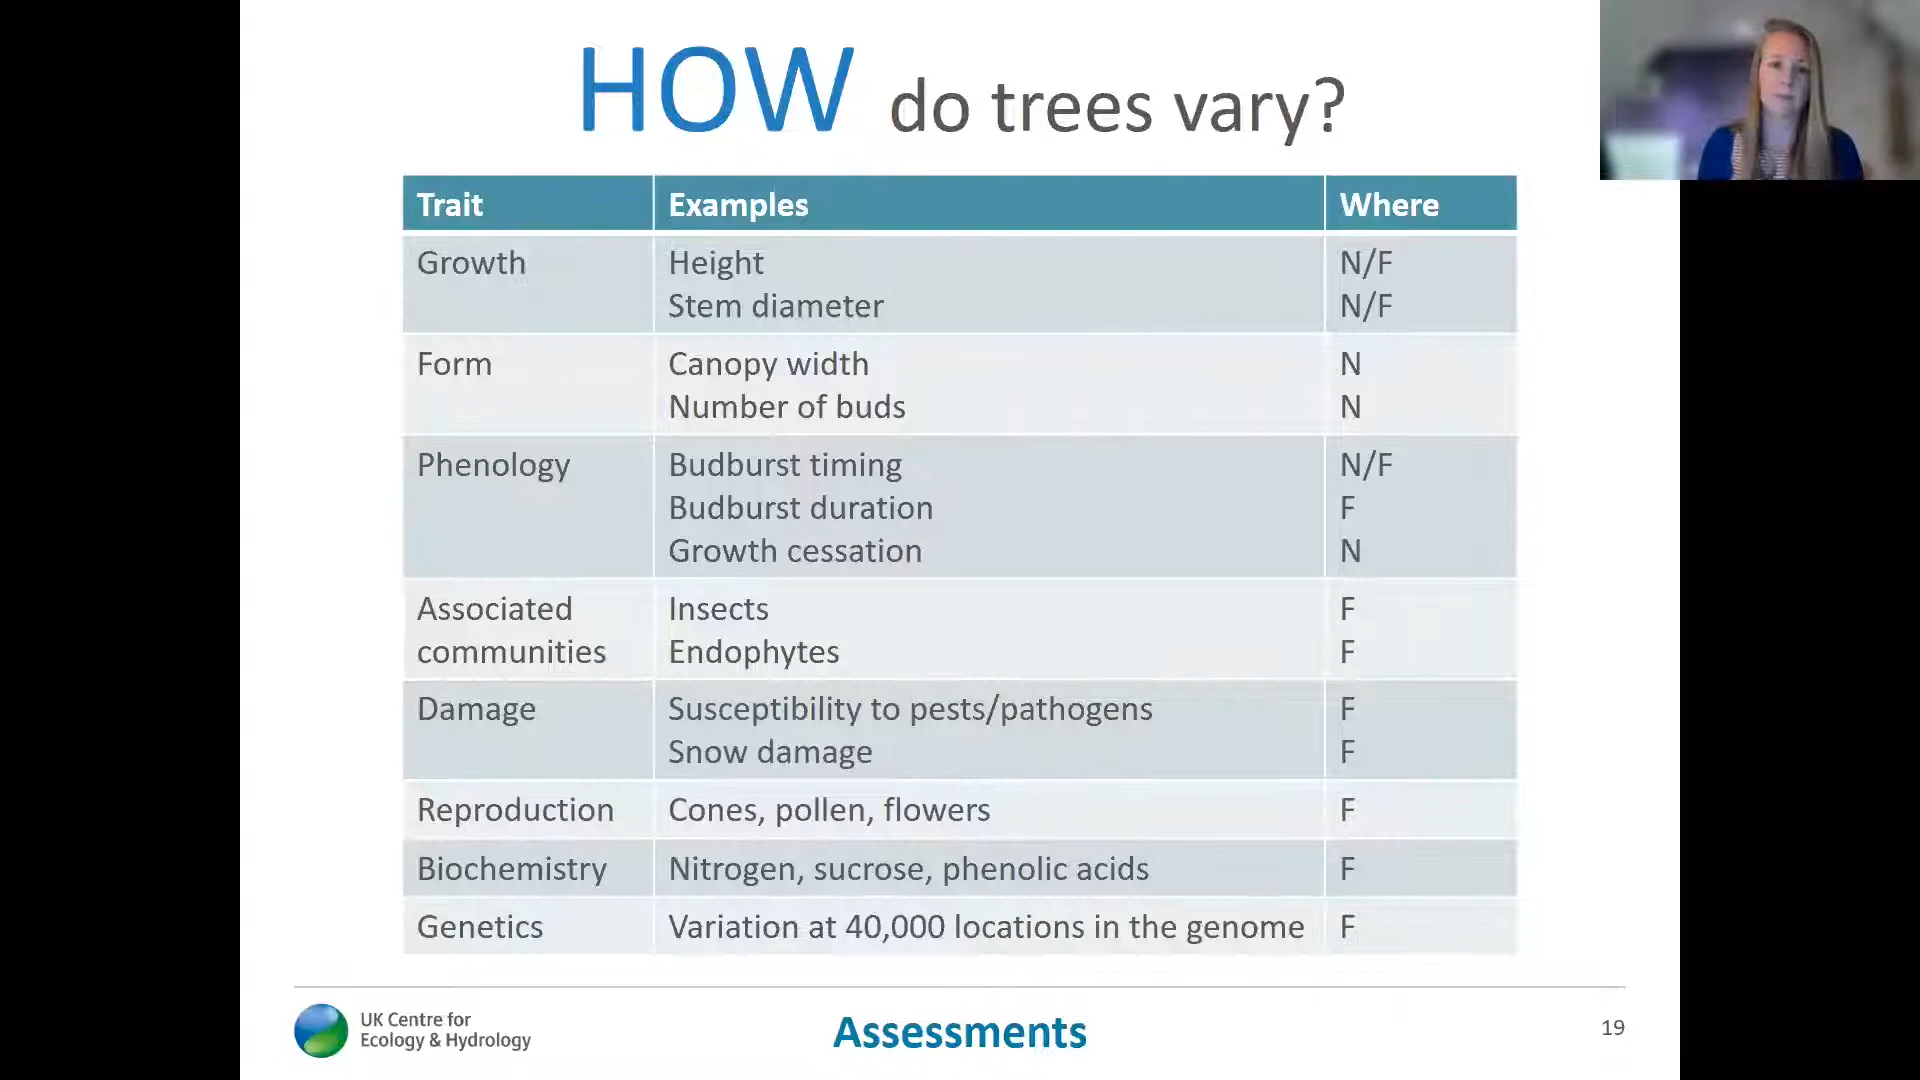 HOW do trees vary?
Trait Examples Where
Growth Height N/F
Stem diameter N/F
Form Canopy width N
Number of buds N
Phenology Budburst timing N/F
Budburst duration F
Growth cessation N
Associated Insects F
communities Endophytes F
Damage Susceptibility to pests/pathogens F
Snow damage F
Reproduction Cones, pollen, flowers F
Biochemistry Nitrogen, sucrose, phenolic acids F
Genetics Variation at 40,000 locations in the genome F
UK Centre for
Ecology & Hydrology
Assessments
19